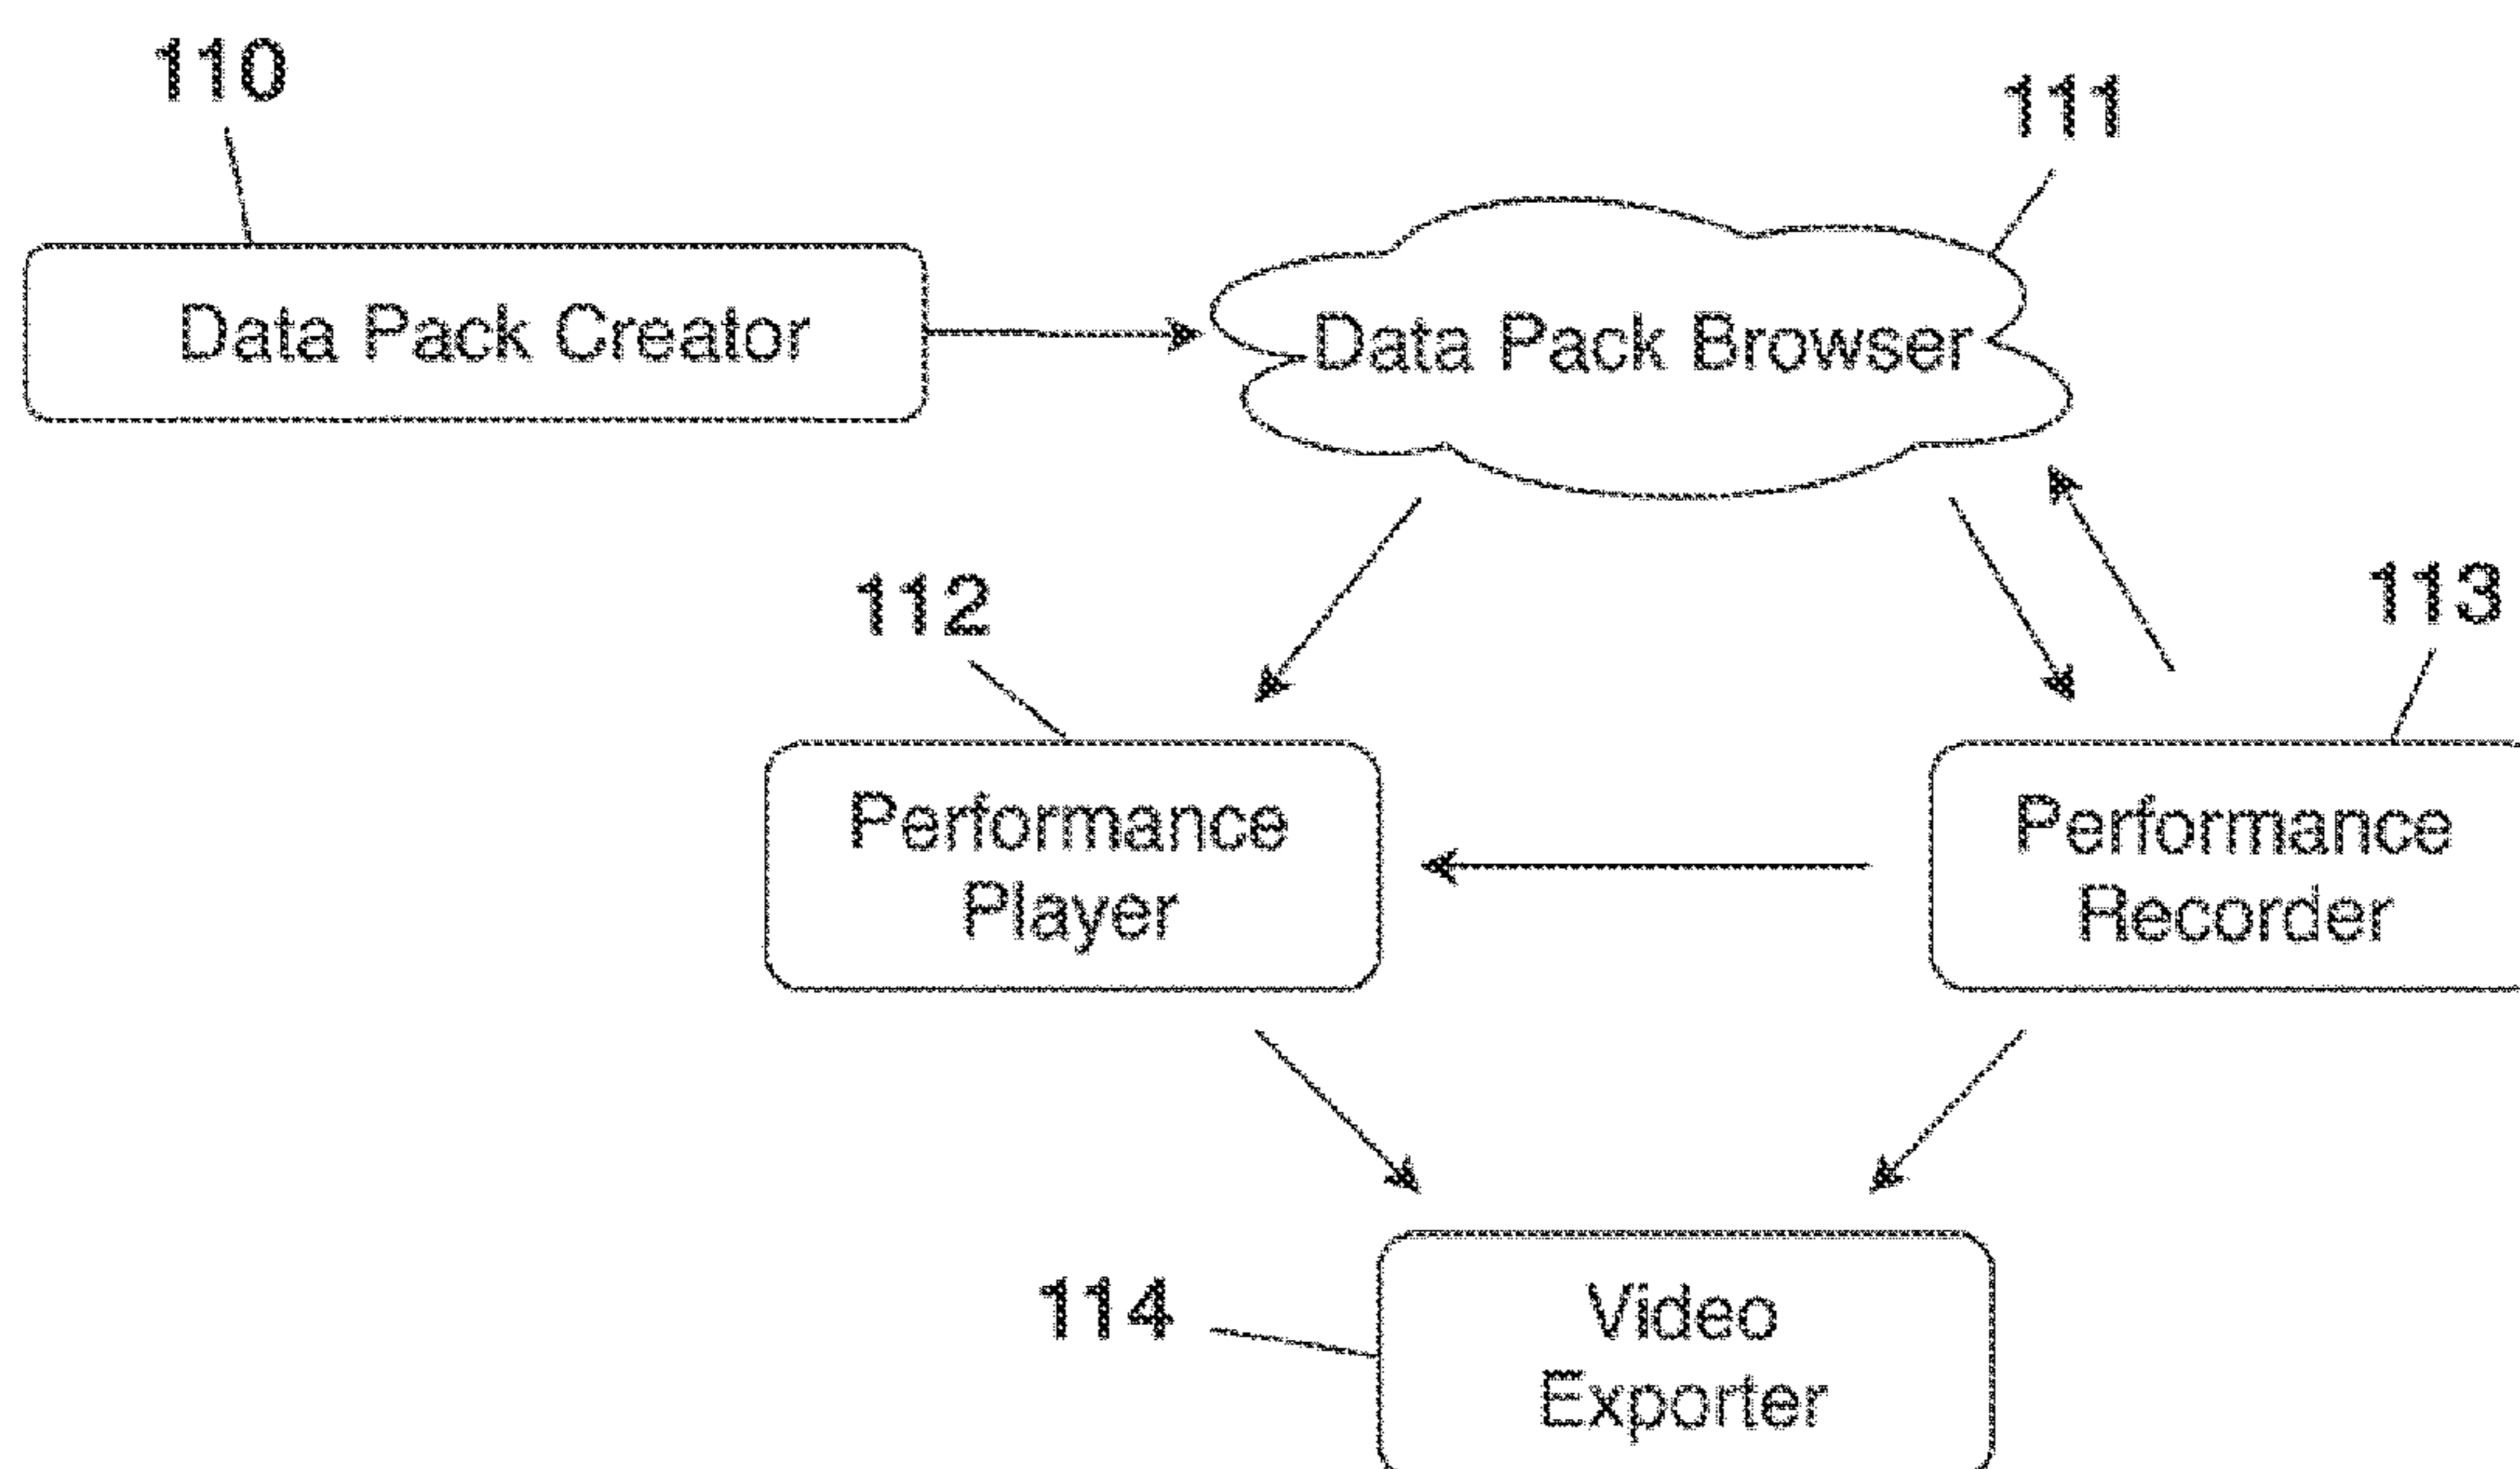 110
111
Data Pack Creator
Data Pack Browser
112
113
Performance
Player
Performance
Recorder
114
Video
Exporter